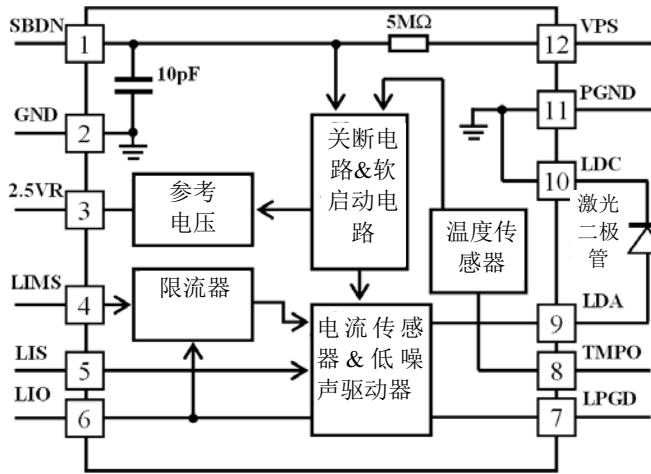 SBDN
1
5MΩ
12
VPS
10pF
GND
2
PGND
11
关断电
路&软
启动电
路
LDC
10
2.5VR
3
参考
电压
温度传
感器
激光
二极
管
LIMS
4
限流器
LDA
9
电流传感
器 & 低 噪
声驱动器
LIS
5
TMPO
8
LIO
6
LPGD
7